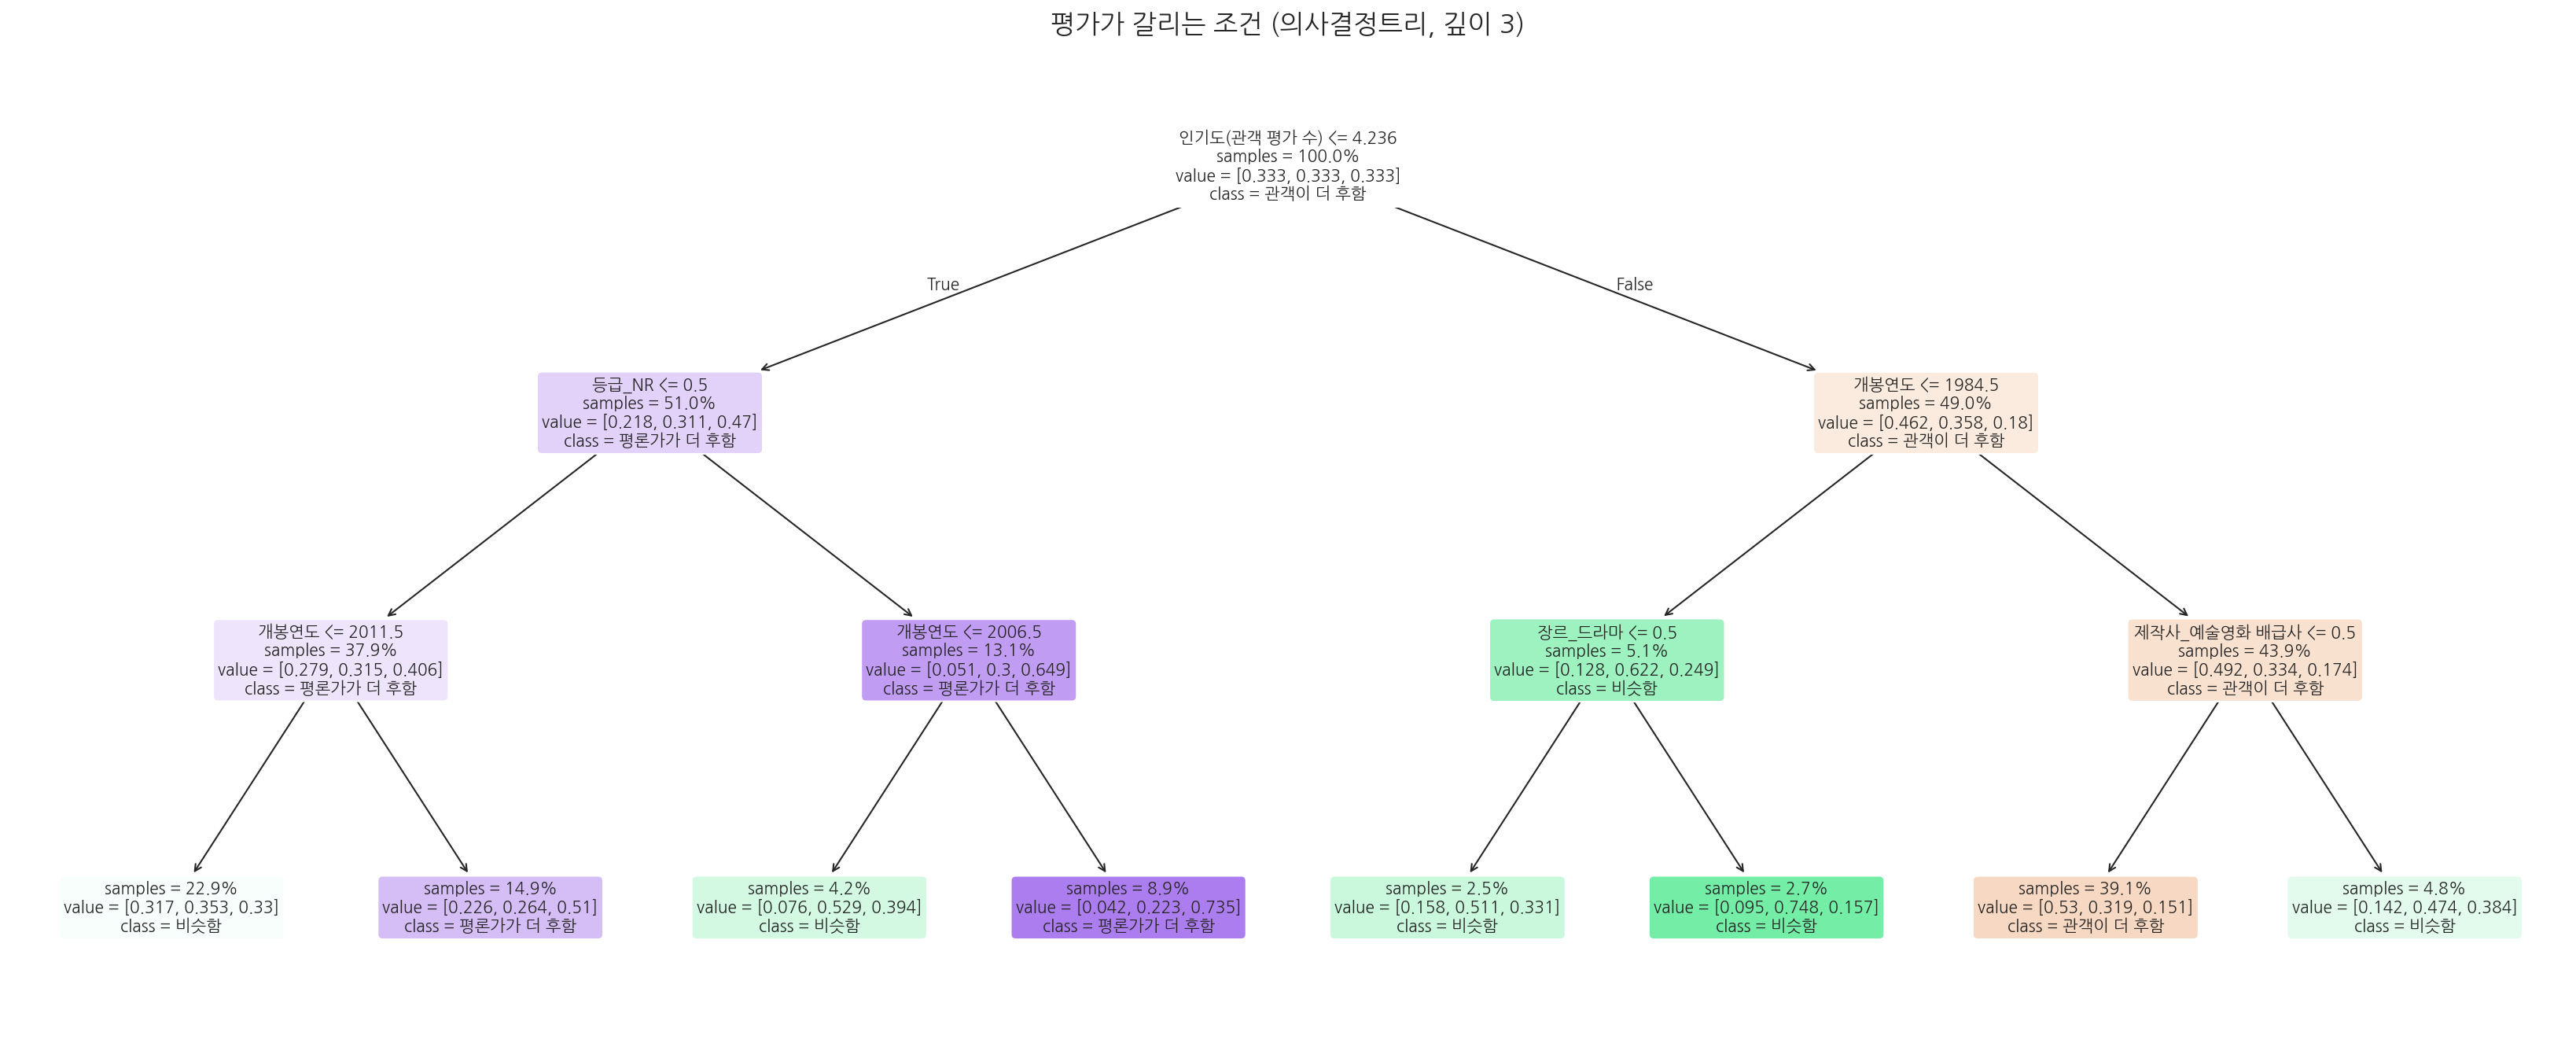 평가가 갈리는 조건 (의사결정트리, 깊이 3)
인기도(관객 평가 수) <= 4.236
samples = 100.0%
value = [0.333, 0.333, 0.333]
class = 관객이 더 후함
True
False
등급_NR <= 0.5
samples = 51.0%
value = [0.218, 0.311, 0.47]
class = 평론가가 더 후함
개봉연도 <= 1984.5
samples = 49.0%
value = [0.462, 0.358, 0.18]
class = 관객이 더 후함
개봉연도 <= 2011.5
samples = 37.9%
value = [0.279, 0.315, 0.406]
class = 평론가가 더 후함
개봉연도 <= 2006.5
samples = 13.1%
value = [0.051, 0.3, 0.649]
class = 평론가가 더 후함
장르_드라마 <= 0.5
samples = 5.1%
value = [0.128, 0.622, 0.249]
class = 비슷함
제작사_예술영화 배급사 <= 0.5
samples = 43.9%
value = [0.492, 0.334, 0.174]
class = 관객이 더 후함
samples = 22.9%
value = [0.317, 0.353, 0.33]
class = 비슷함
samples = 14.9%
value = [0.226, 0.264, 0.51]
class = 평론가가 더 후함
samples = 4.2%
value = [0.076, 0.529, 0.394]
class = 비슷함
samples = 8.9%
value = [0.042, 0.223, 0.735]
class = 평론가가 더 후함
samples = 2.5%
value = [0.158, 0.511, 0.331]
class = 비슷함
samples = 2.7%
value = [0.095, 0.748, 0.157]
class = 비슷함
samples = 39.1%
value = [0.53, 0.319, 0.151]
class = 관객이 더 후함
samples = 4.8%
value = [0.142, 0.474, 0.384]
class = 비슷함